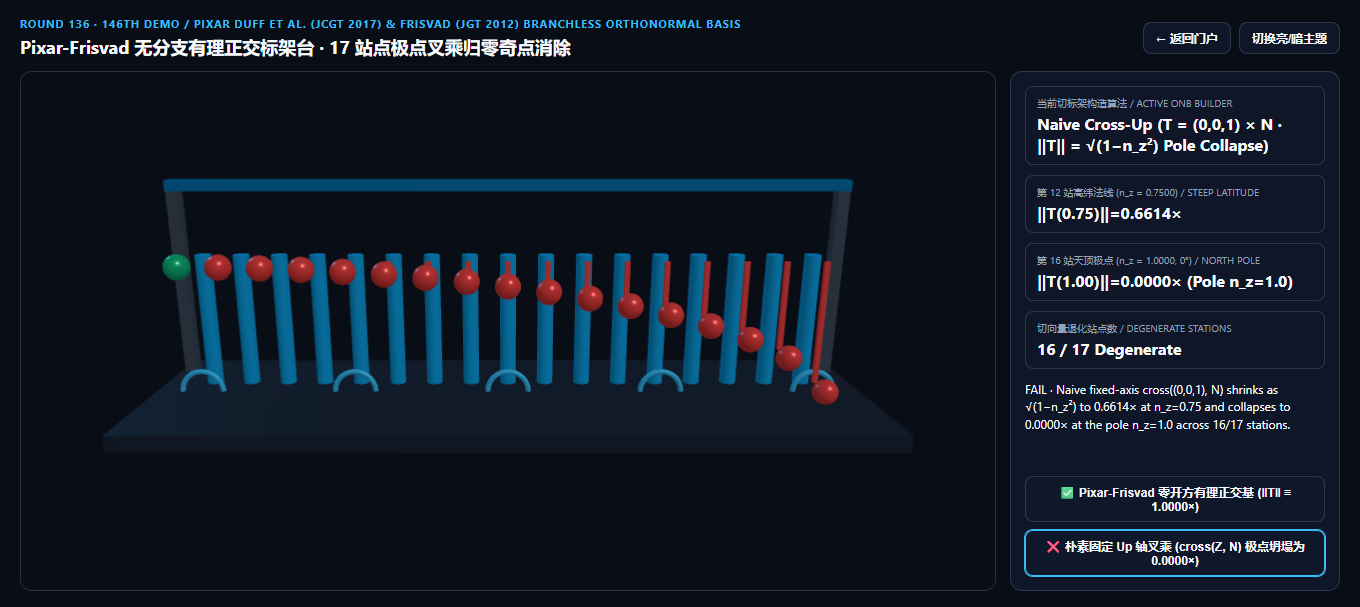 ROUND 136 · 146TH DEMO / PIXAR DUFF ET AL. (JCGT 2017) & FRISVAD (JGT 2012) BRANCHLESS ORTHONORMAL BASIS
Pixar-Frisvad 无分支有理正交标架台 · 17 站点极点叉乘归零奇点消除
← 返回门户
切换亮/暗主题
当前切标架构造算法 / ACTIVE ONB BUILDER
Naive Cross-Up (T = (0,0,1) × N ·
||T|| = √(1−n_z²) Pole Collapse)
第 12 站高纬法线 (n_z = 0.7500) / STEEP LATITUDE
||T(0.75)||=0.6614×
第 16 站天顶极点 (n_z = 1.0000, 0°) / NORTH POLE
||T(1.00)||=0.0000× (Pole n_z=1.0)
切向量退化站点数 / DEGENERATE STATIONS
16 / 17 Degenerate
FAIL · Naive fixed-axis cross((0,0,1), N) shrinks as
√(1−n_z²) to 0.6614× at n_z=0.75 and collapses to
0.0000× at the pole n_z=1.0 across 16/17 stations.
✅ Pixar-Frisvad 零开方有理正交基 (||T|| ≡
1.0000×)
❌ 朴素固定 Up 轴叉乘 (cross(Z, N) 极点坍塌为
0.0000×)